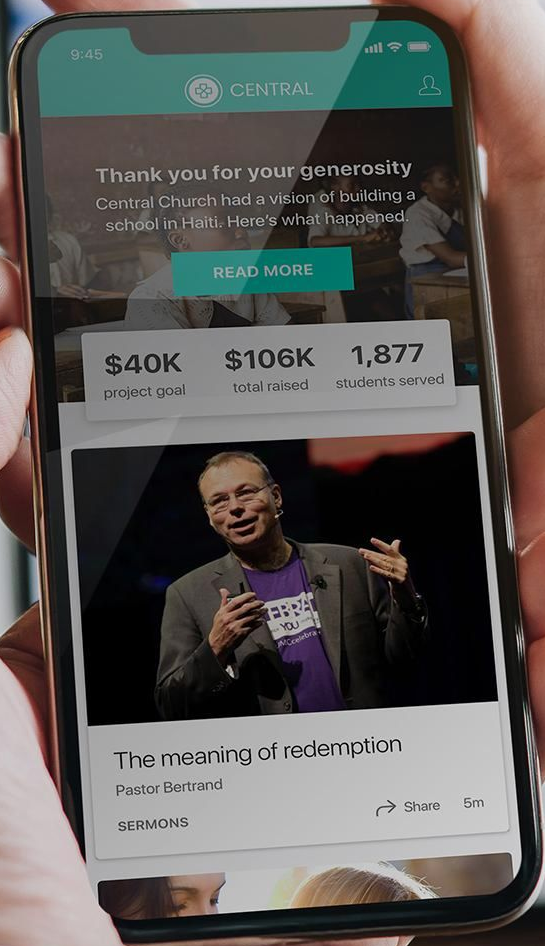 9:45
CENTRAL
Thank you for your generosity
Central Church had a vision of building a
school in Haiti. Here's what happened.
READ MORE
$40K $106K 1,877
project goal total raised students served
YOU
The meaning of redemption
Pastor Bertrand
Share 5m
SERMONS